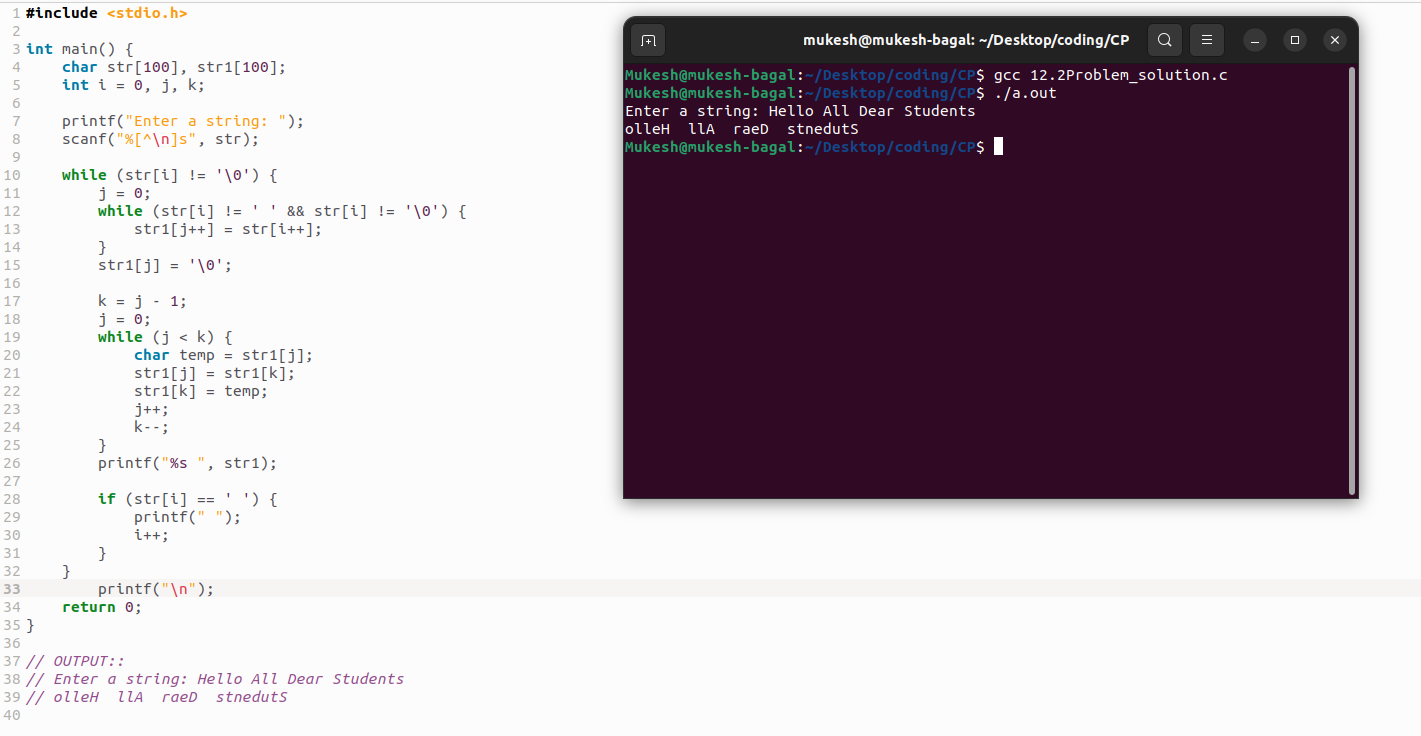 1 #include <stdio.h>
2
3 int main() {
4     char str[100], str1[100];
5     int i = 0, j, k;
6
7     printf("Enter a string: ");
8     scanf("%[^\n]s", str);
9
10     while (str[i] != '\0') {
11         j = 0;
12         while (str[i] != ' ' && str[i] != '\0') {
13             str1[j++] = str[i++];
14         }
15         str1[j] = '\0';
16
17         k = j - 1;
18         j = 0;
19         while (j < k) {
20             char temp = str1[j];
21             str1[j] = str1[k];
22             str1[k] = temp;
23             j++;
24             k--;
25         }
26         printf("%s ", str1);
27
28         if (str[i] == ' ') {
29             printf(" ");
30             i++;
31         }
32     }
33         printf("\n");
34     return 0;
35 }
36
37 // OUTPUT::
38 // Enter a string: Hello All Dear Students
39 // olleH  llA  raeD  stnedutS
40
mukesh@mukesh-bagal: ~/Desktop/coding/CP
Mukesh@mukesh-bagal:~/Desktop/coding/CP$ gcc 12.2Problem_solution.c
Mukesh@mukesh-bagal:~/Desktop/coding/CP$ ./a.out
Enter a string: Hello All Dear Students
olleH  llA  raeD  stnedutS
Mukesh@mukesh-bagal:~/Desktop/coding/CP$